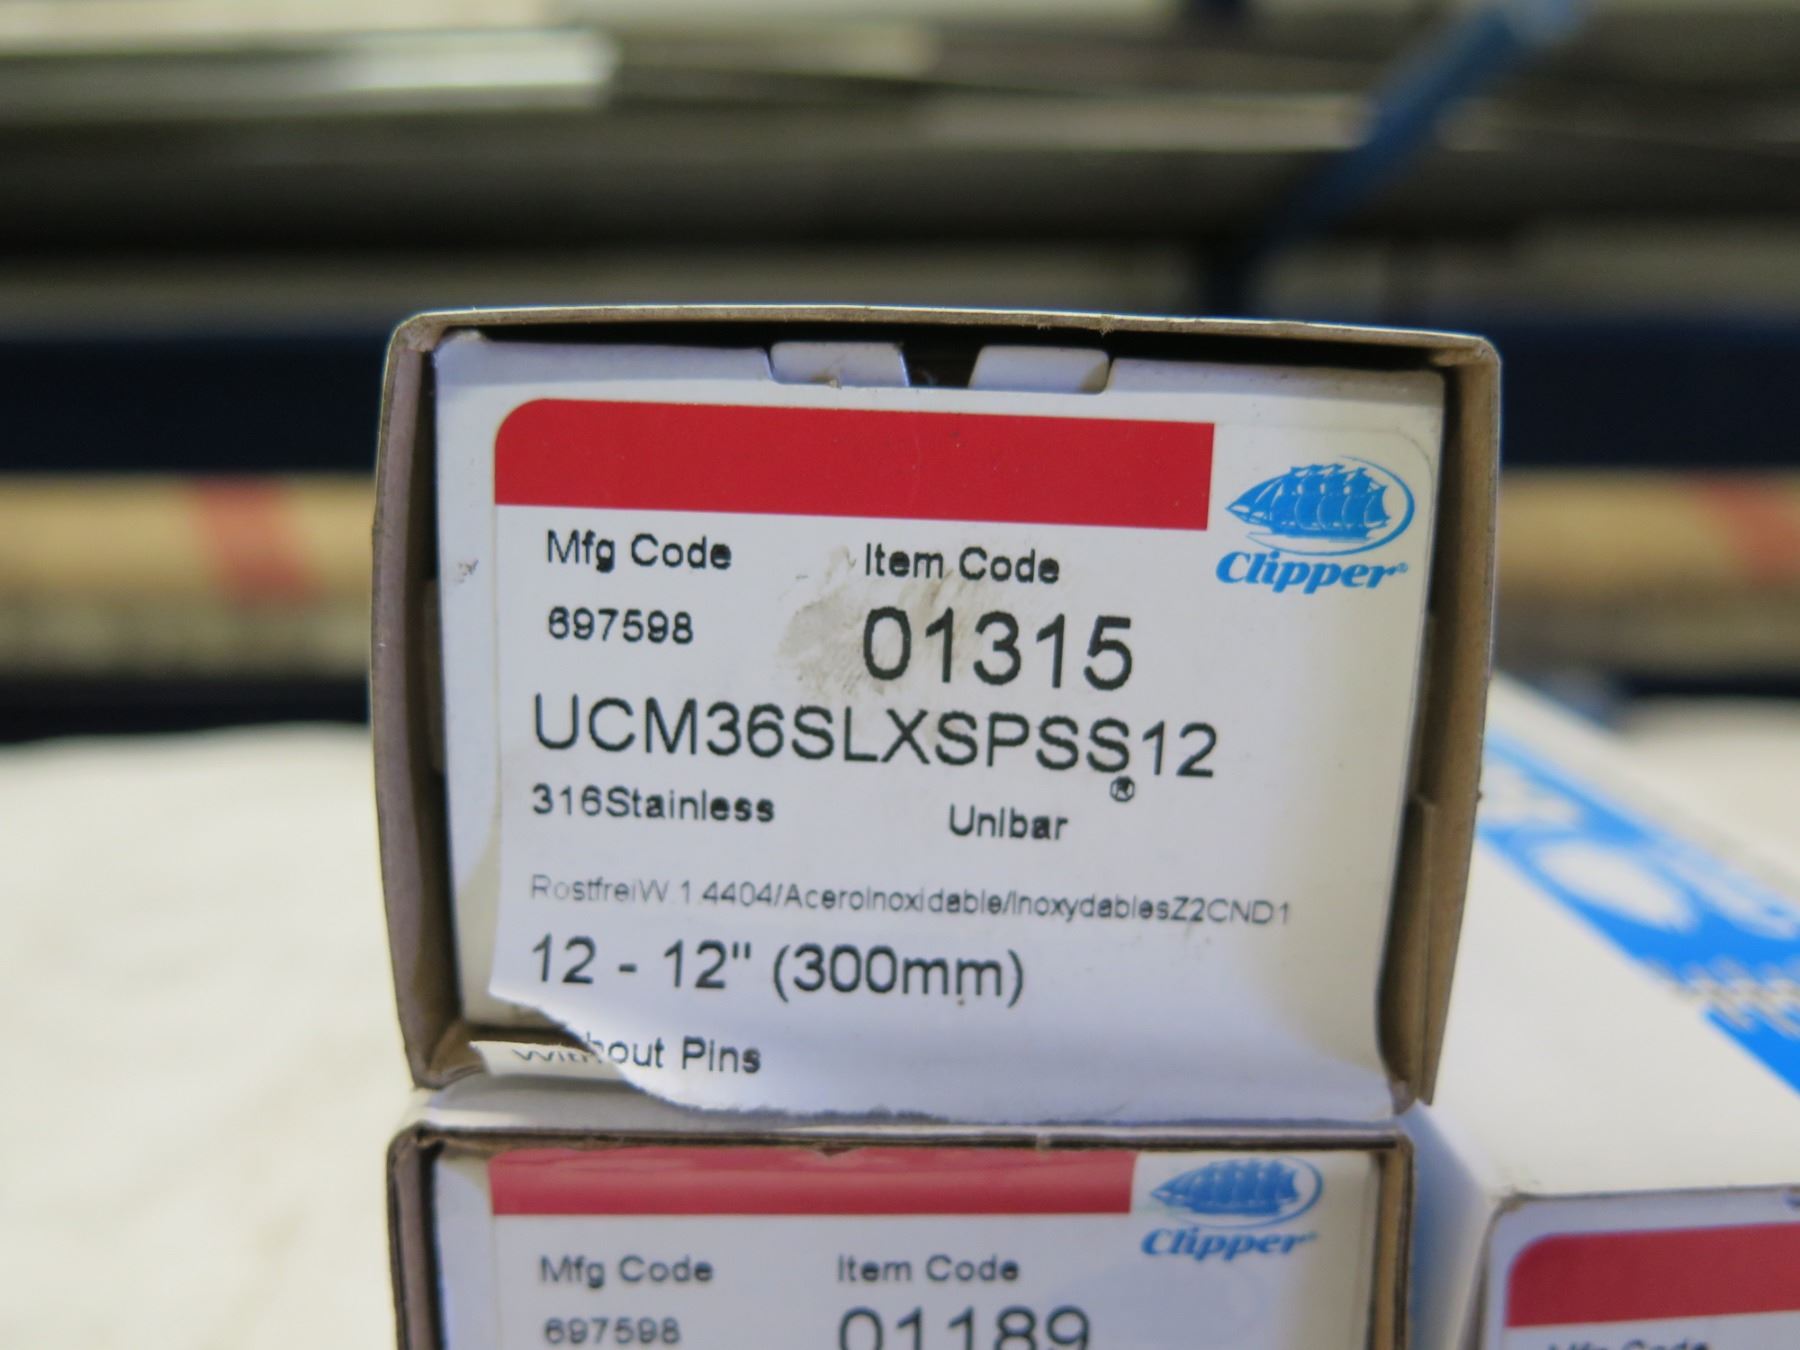 Mfg Code Item Code
Clipper®
697598 01315
UCM36SLXSPSS12
316Stainless Unibar®
RostfreiW.1.4404/AceroInoxidable/InoxydablesZ2CND1
12 - 12" (300mm)
Without Pins
Clipper
Mfg Code Item Code
697598 01189